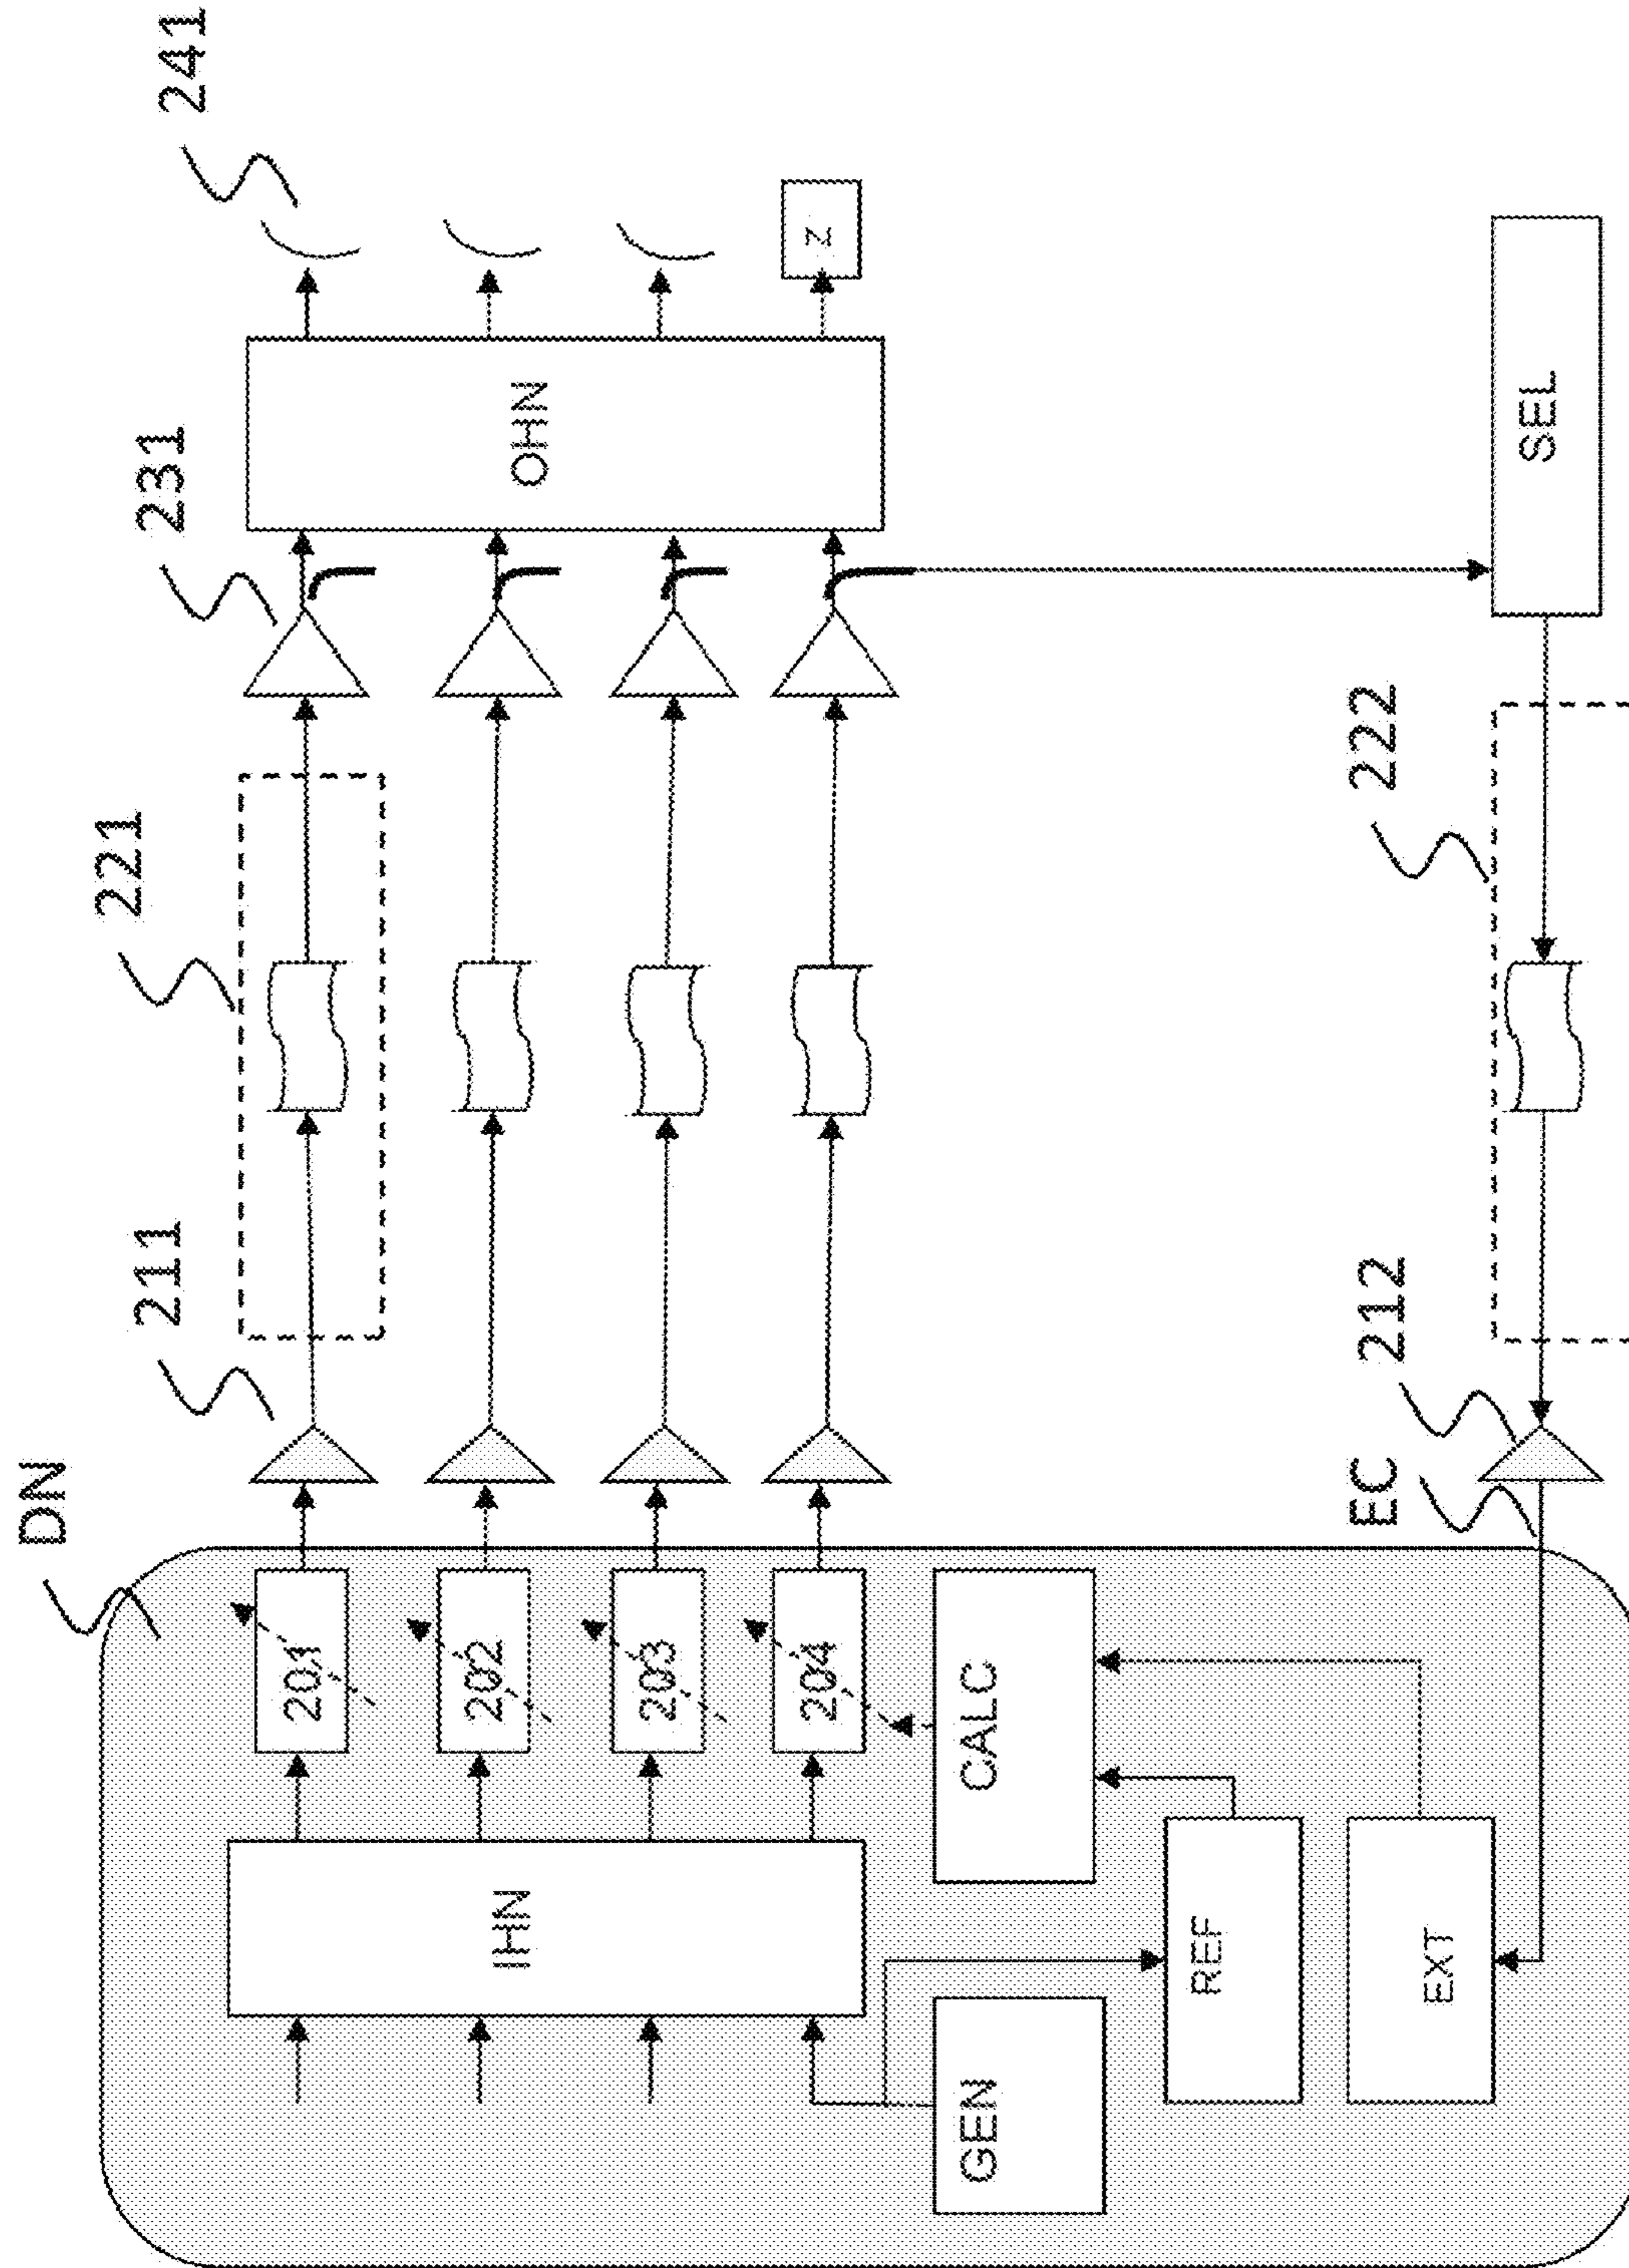 DN
211
221
231
241
201
202
203
204
IHN
OHN
z
GEN
CALC
REF
EXT
EC
212
222
SEL